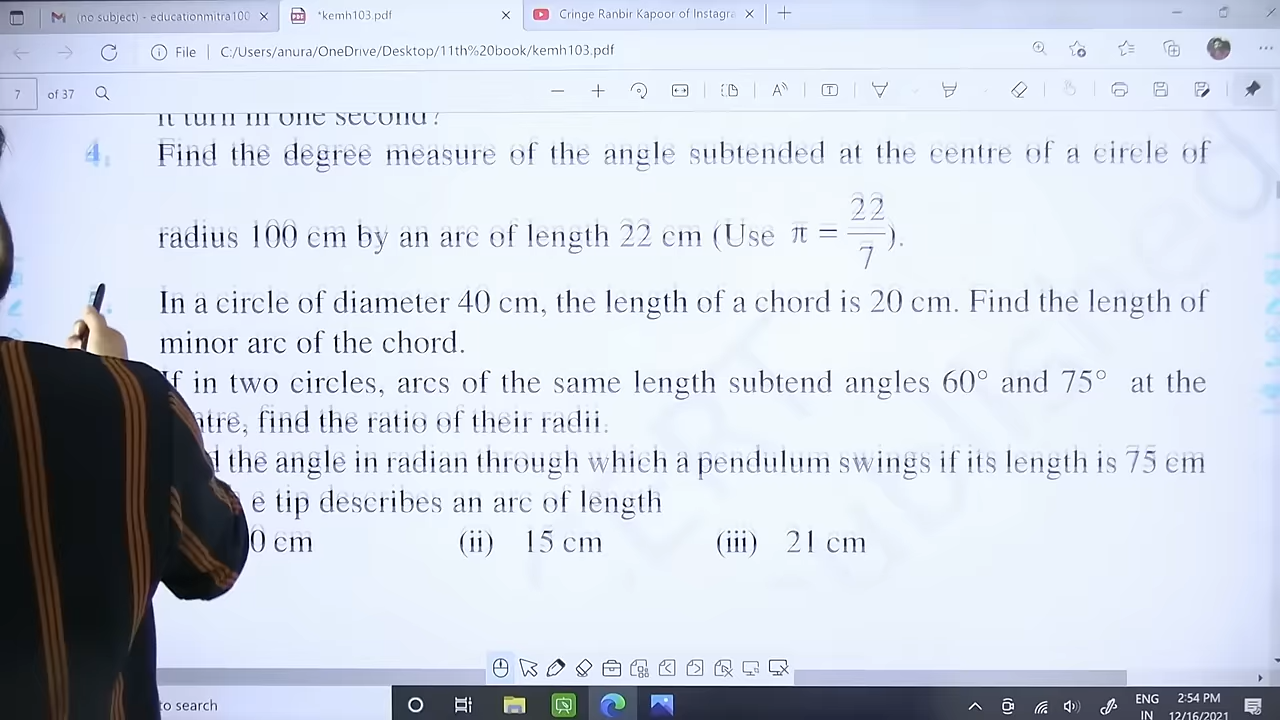 (no subject) - educationmitra100
*kemh103.pdf
Cringe Ranbir Kapoor of Instagra
File
C:/Users/anura/OneDrive/Desktop/11th%20book/kemh103.pdf
7 of 37
it turn in one second?
4. Find the degree measure of the angle subtended at the centre of a circle of
radius 100 cm by an arc of length 22 cm (Use π = 22/7).
In a circle of diameter 40 cm, the length of a chord is 20 cm. Find the length of
minor arc of the chord.
If in two circles, arcs of the same length subtend angles 60° and 75° at the
ntre, find the ratio of their radii.
d the angle in radian through which a pendulum swings if its length is 75 cm
e tip describes an arc of length
0 cm (ii) 15 cm (iii) 21 cm
to search
ENG
IN
2:54 PM
12/16/2021